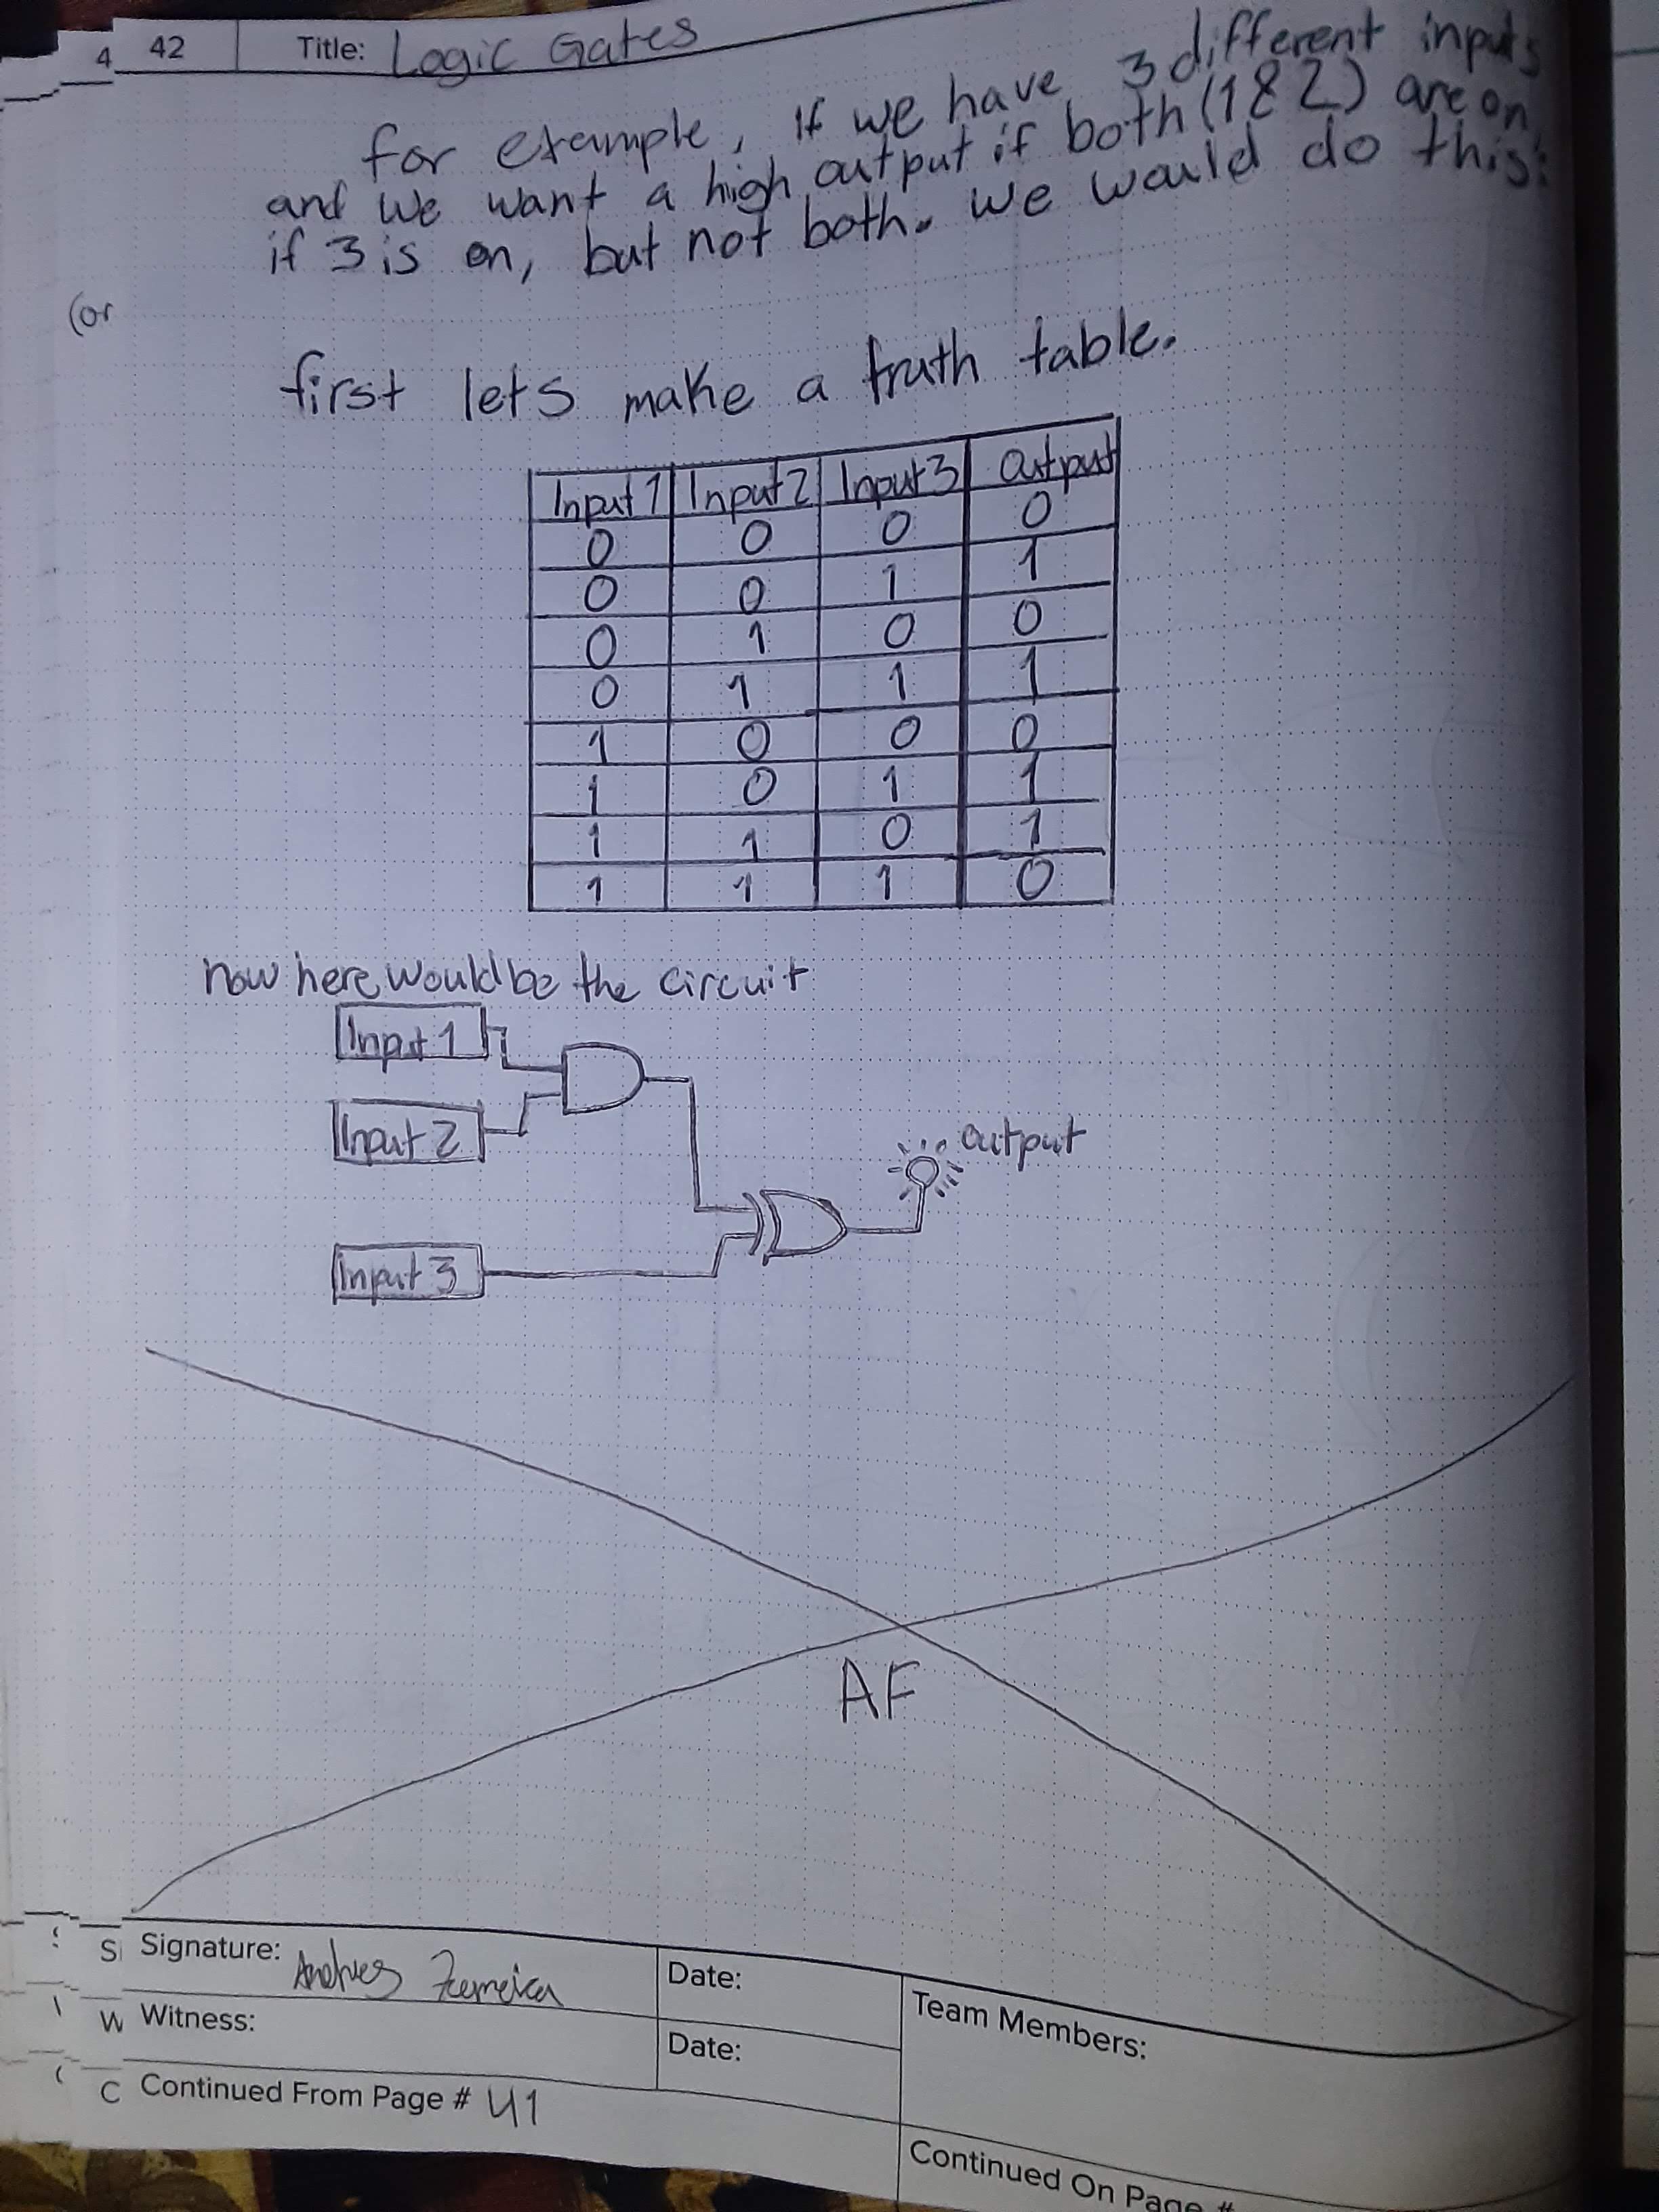 4 42 Title: Logic Gates
for example, if we have 3 different inputs
and we want a high output if both (1&2) are on,
if 3 is on, but not both. we would do this:
(or
first lets make a truth table.
Input 1 Input 2 Input 3 Output
0 0 0 0
0 0 1 1
0 1 0 0
0 1 1 1
1 0 0 0
1 0 1 1
1 1 0 1
1 1 1 0
now here would be the circuit
Input 1
Input 2
output
Input 3
AF
S Signature: Andres Date:
W Witness: Date:
Team Members:
C Continued From Page # 41
Continued On Page #